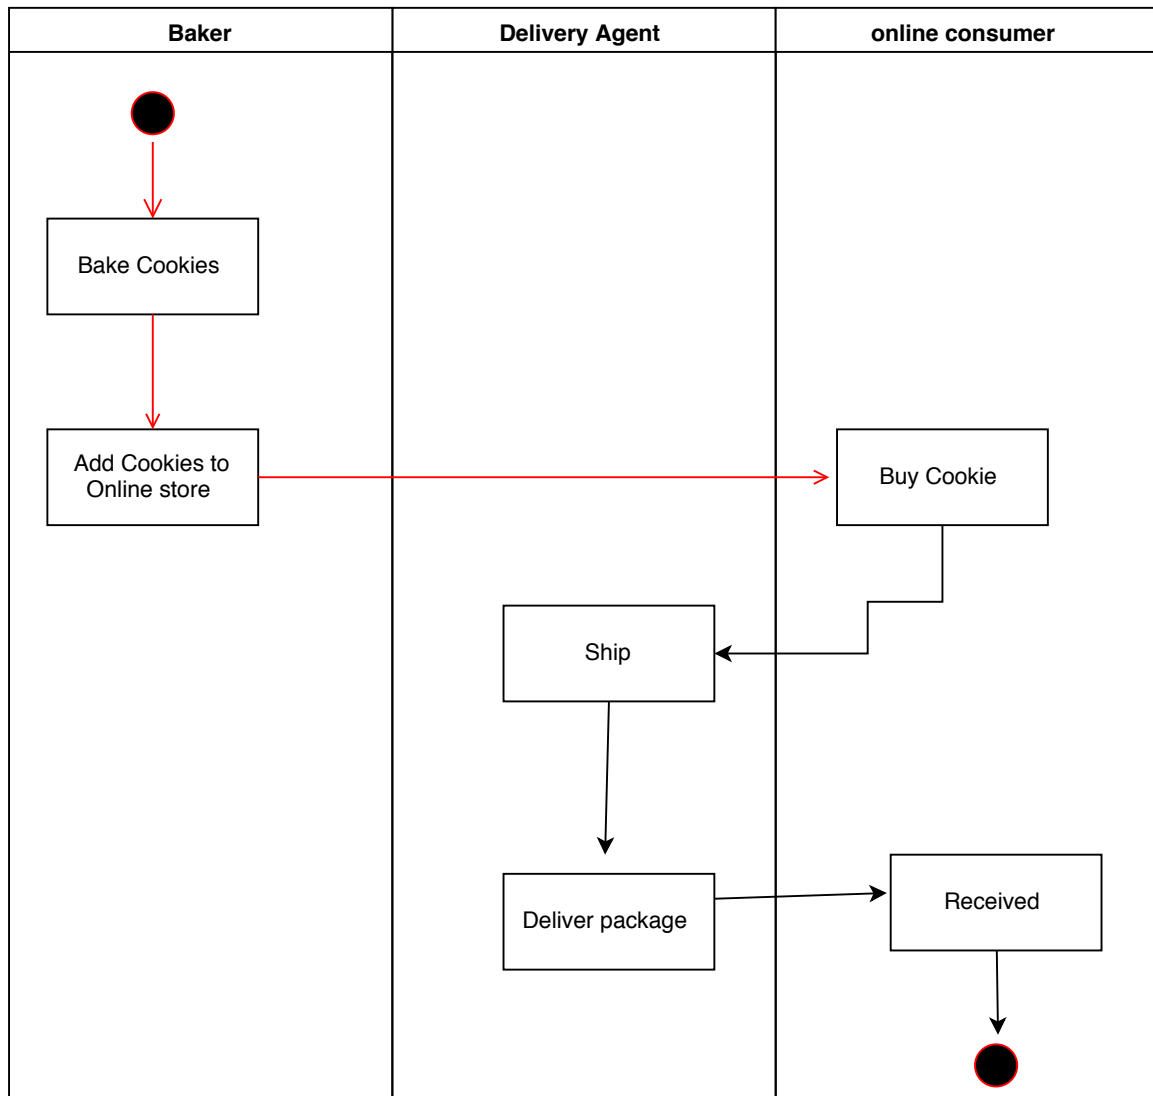 Baker
Delivery Agent
online consumer
Bake Cookies
Add Cookies to
Online store
Buy Cookie
Ship
Deliver package
Received